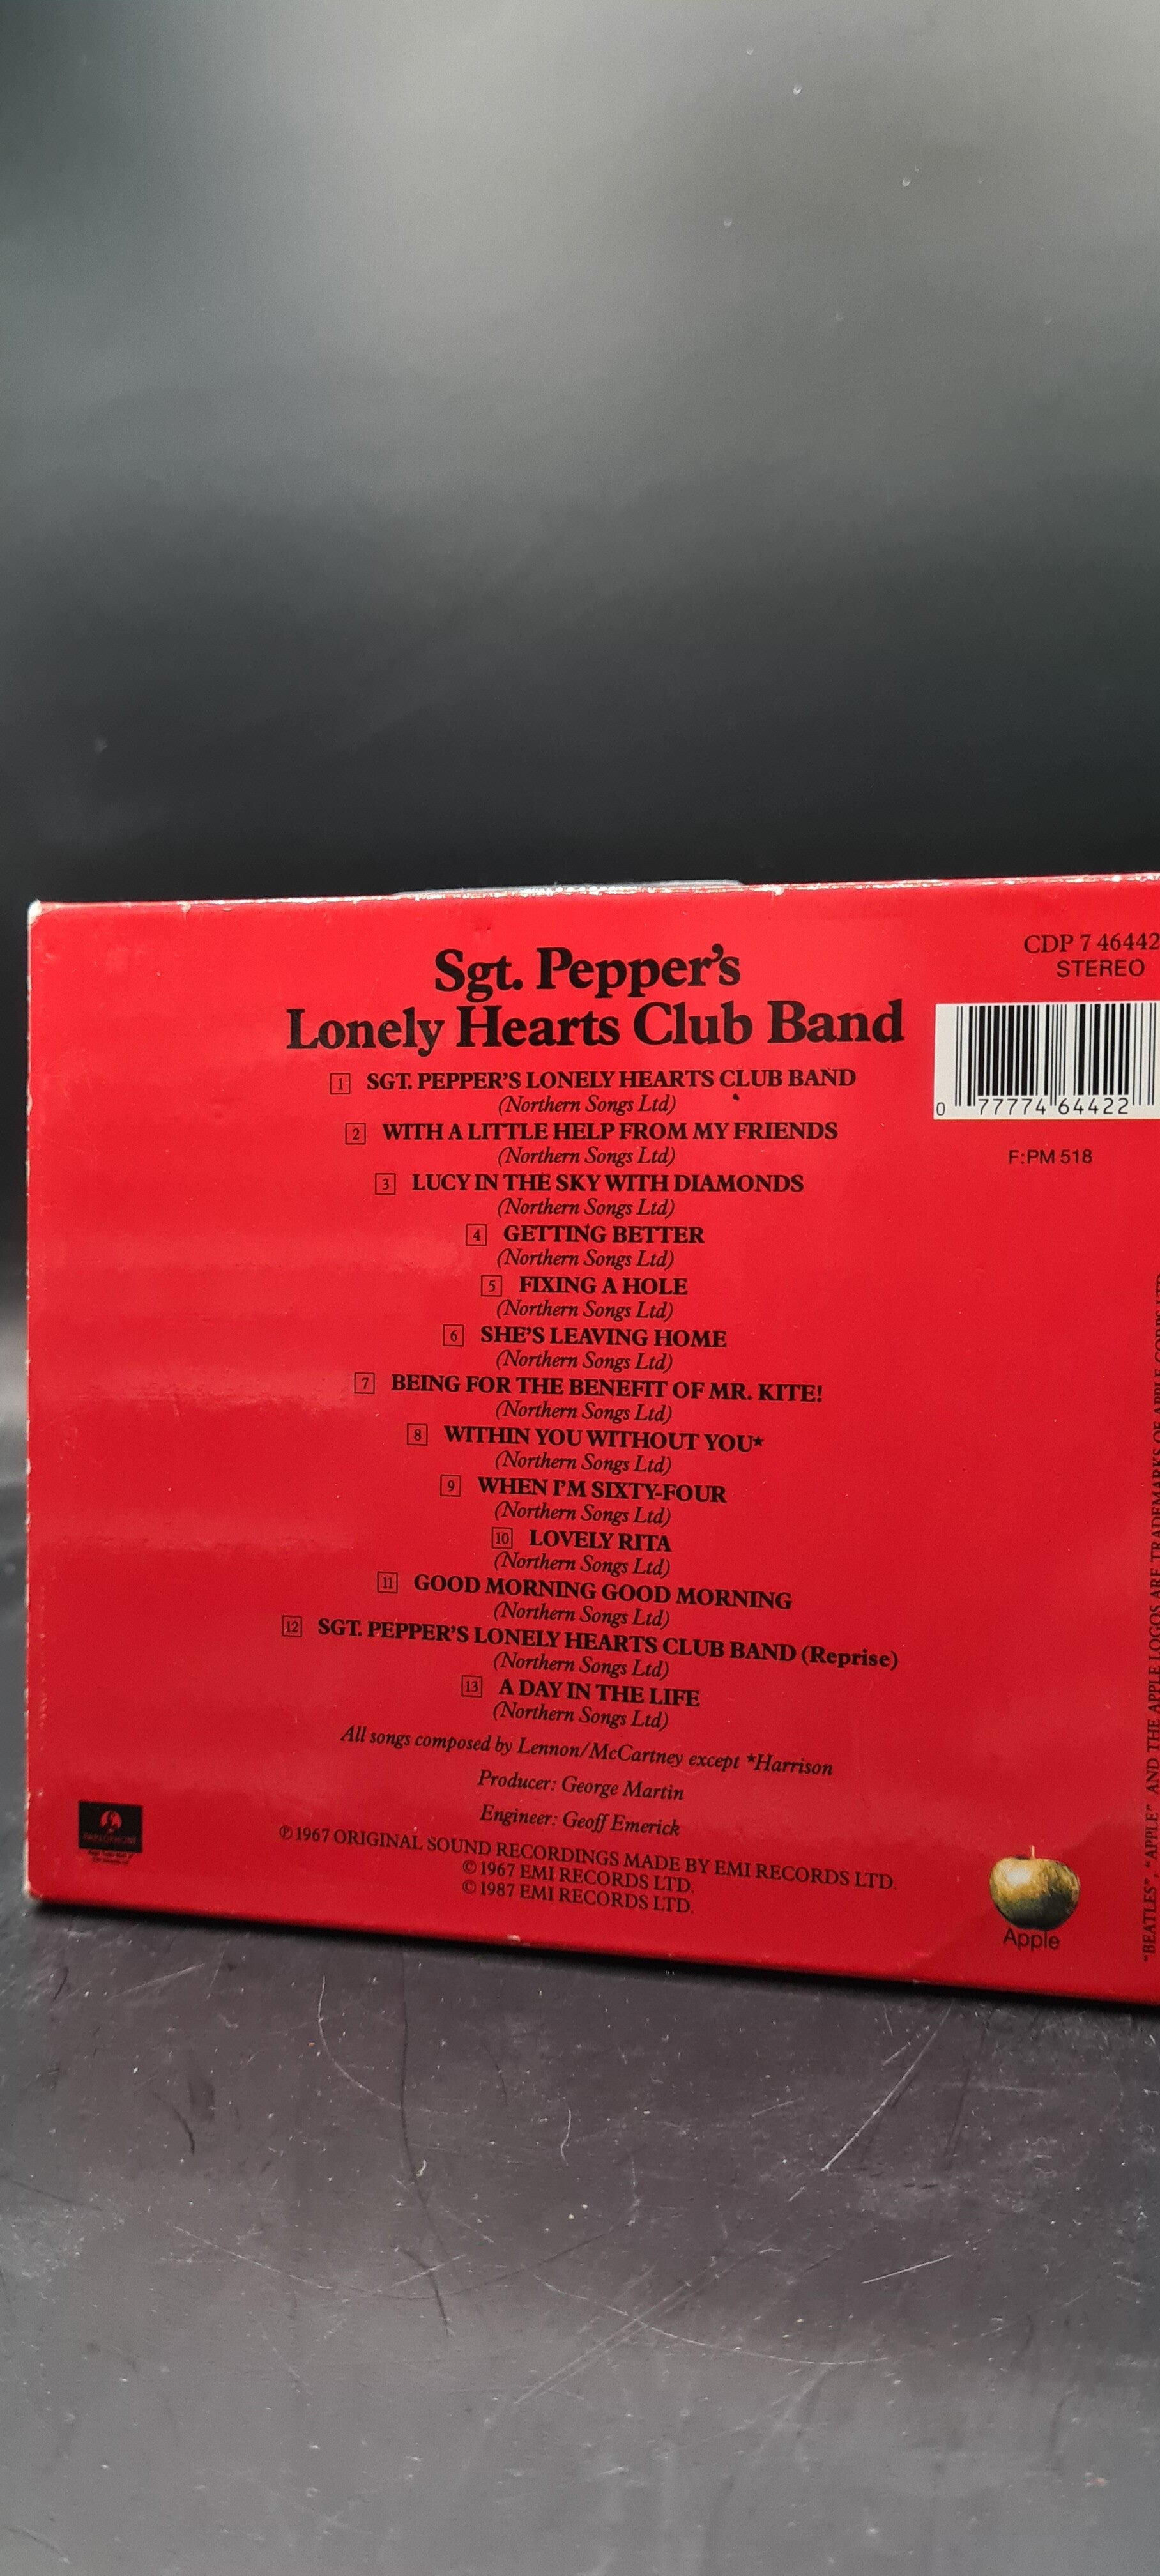 Sgt. Pepper's
Lonely Hearts Club Band
CDP 7 46442
STEREO
0 77774 64422
F:PM 518
1 SGT. PEPPER'S LONELY HEARTS CLUB BAND
(Northern Songs Ltd)
2 WITH A LITTLE HELP FROM MY FRIENDS
(Northern Songs Ltd)
3 LUCY IN THE SKY WITH DIAMONDS
(Northern Songs Ltd)
4 GETTING BETTER
(Northern Songs Ltd)
5 FIXING A HOLE
(Northern Songs Ltd)
6 SHE'S LEAVING HOME
(Northern Songs Ltd)
7 BEING FOR THE BENEFIT OF MR. KITE!
(Northern Songs Ltd)
8 WITHIN YOU WITHOUT YOU★
(Northern Songs Ltd)
9 WHEN I'M SIXTY-FOUR
(Northern Songs Ltd)
10 LOVELY RITA
(Northern Songs Ltd)
11 GOOD MORNING GOOD MORNING
(Northern Songs Ltd)
12 SGT. PEPPER'S LONELY HEARTS CLUB BAND (Reprise)
(Northern Songs Ltd)
13 A DAY IN THE LIFE
(Northern Songs Ltd)
All songs composed by Lennon/McCartney except ★Harrison
Producer: George Martin
Engineer: Geoff Emerick
℗ 1967 ORIGINAL SOUND RECORDINGS MADE BY EMI RECORDS LTD.
© 1967 EMI RECORDS LTD.
© 1987 EMI RECORDS LTD.
PARLOPHONE
Apple
"BEATLES", "APPLE" AND THE APPLE LOGOS ARE TRADEMARKS OF APPLE CORPS LTD